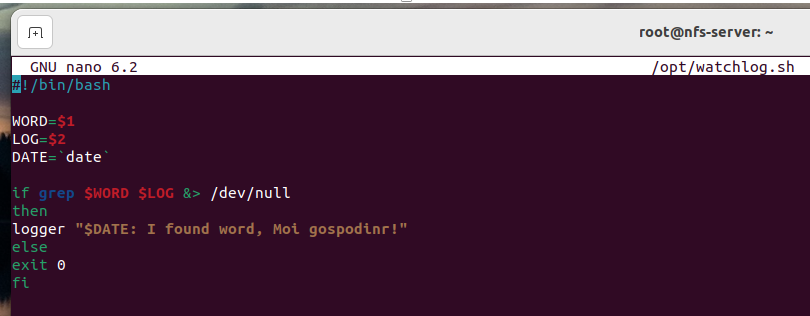 root@nfs-server: ~
GNU nano 6.2 /opt/watchlog.sh
#!/bin/bash

WORD=$1
LOG=$2
DATE=`date`

if grep $WORD $LOG &> /dev/null
then
logger "$DATE: I found word, Moi gospodinr!"
else
exit 0
fi